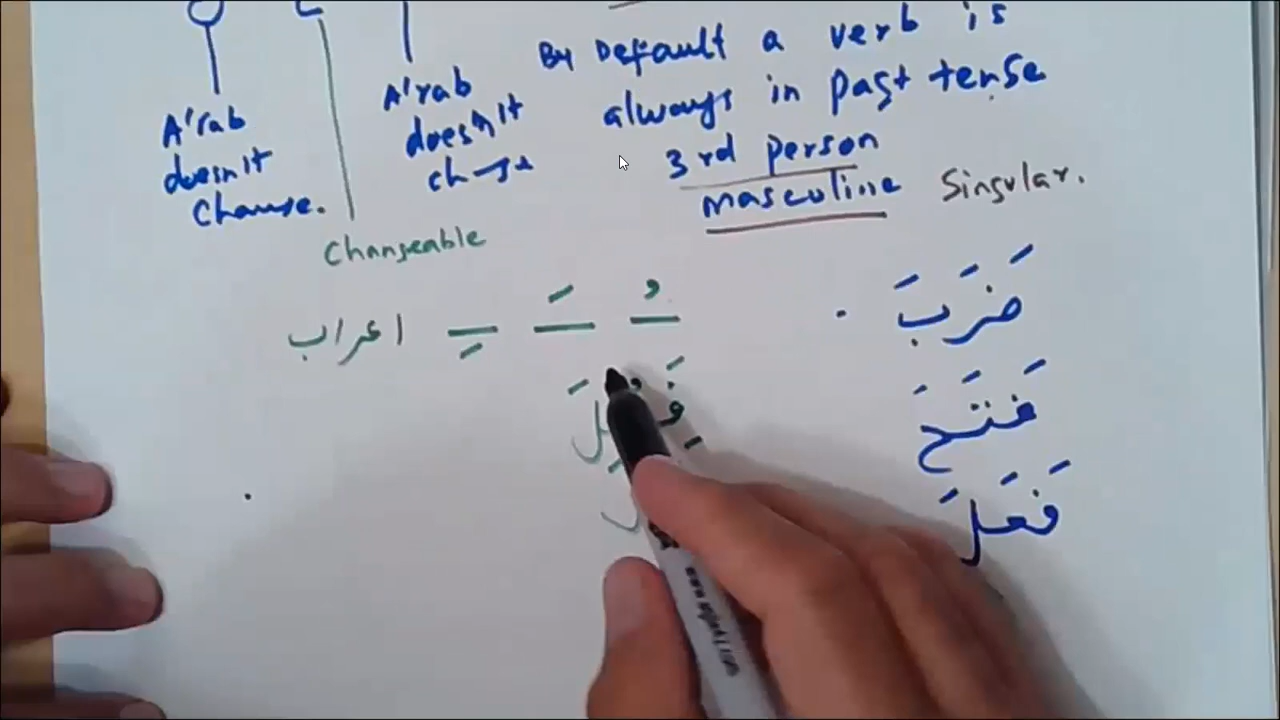 By Default a verb is
always in past tense
3rd person
masculine Singular.
A'rab
doesn't
Change.
A'rab
doesn't
change
Changeable
اعراب
ضَرَبَ
فَتَحَ
فَعَلَ